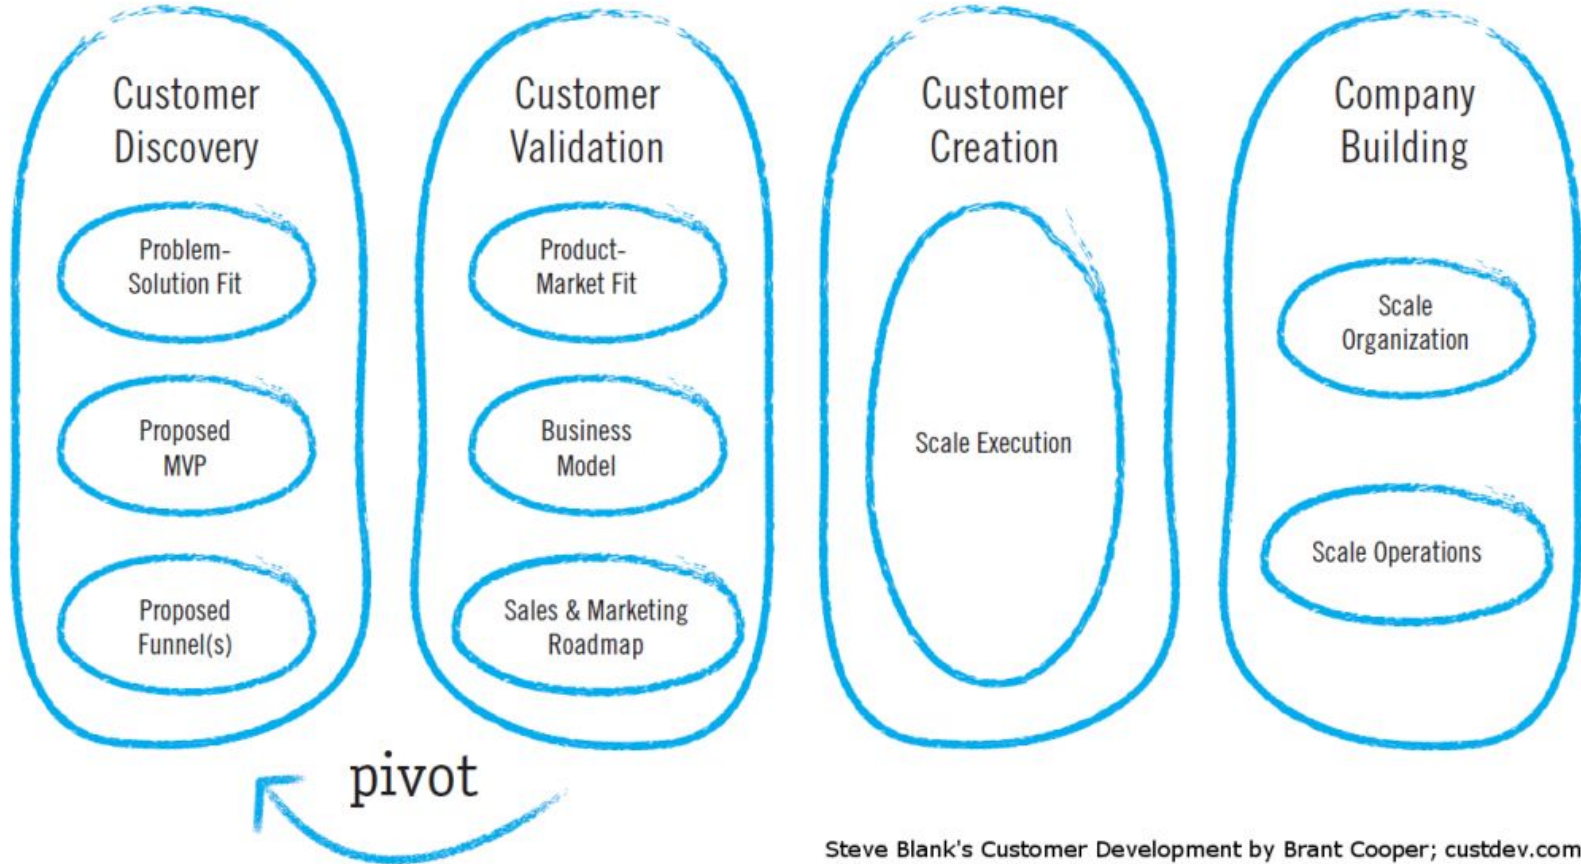 Customer
Discovery
Problem-
Solution Fit
Proposed
MVP
Proposed
Funnel(s)
Customer
Validation
Product-
Market Fit
Business
Model
Sales & Marketing
Roadmap
Customer
Creation
Scale Execution
Company
Building
Scale
Organization
Scale Operations
pivot
Steve Blank's Customer Development by Brant Cooper; custdev.com